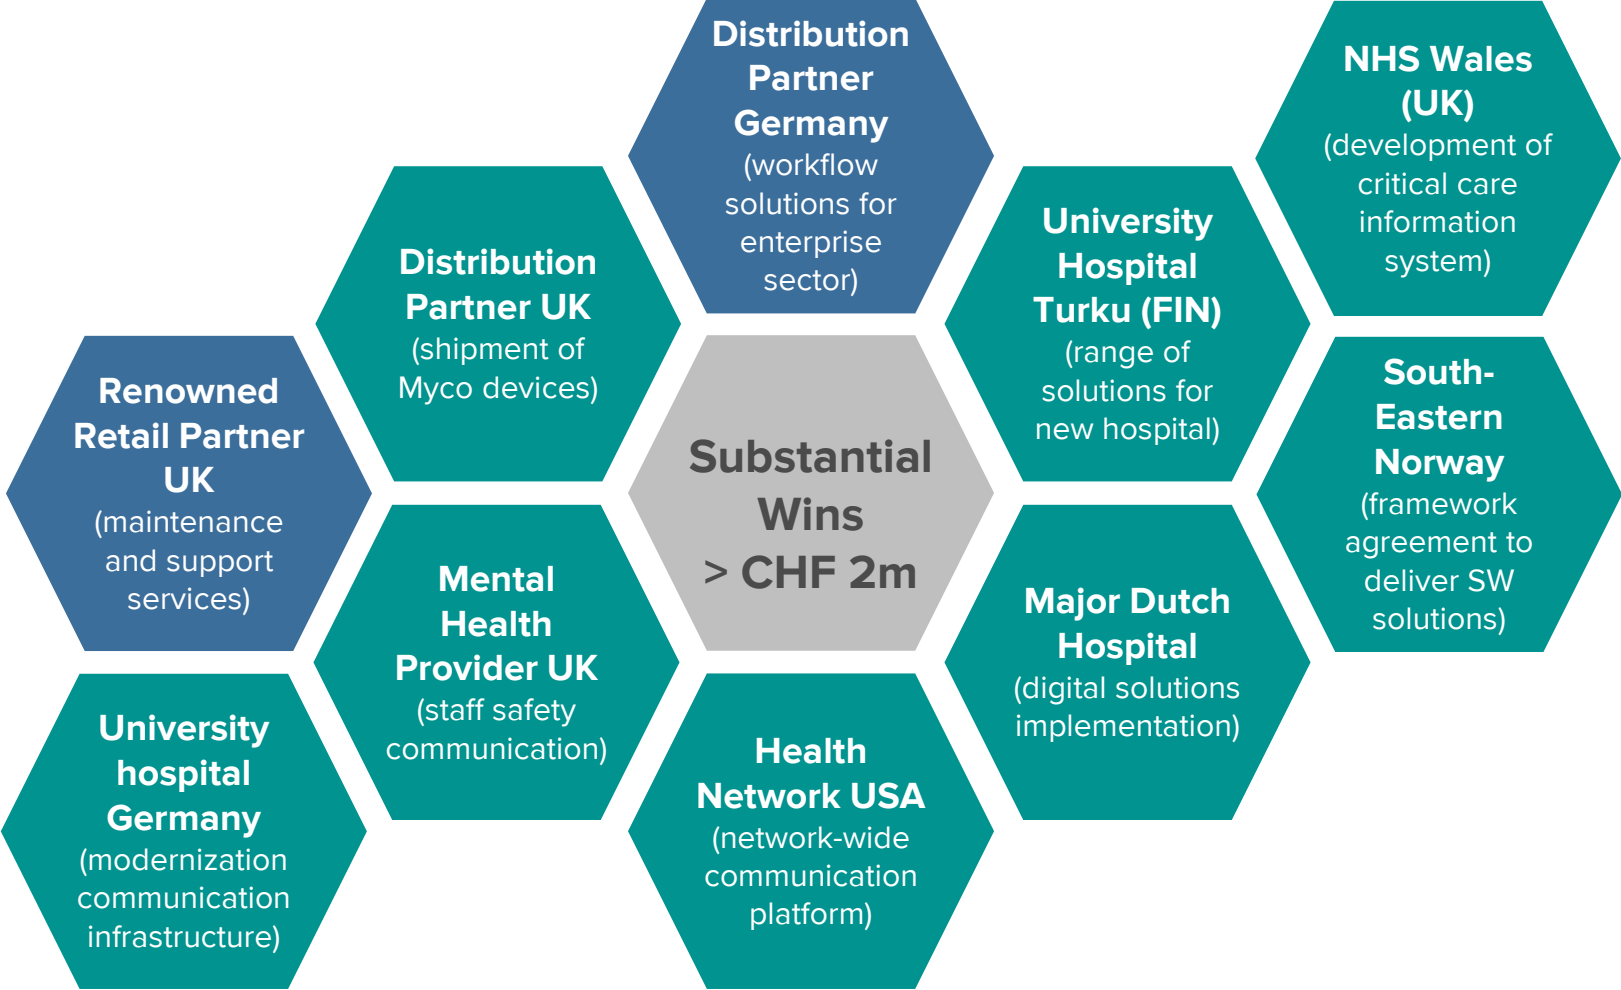 Distribution
Partner
Germany
(workflow
solutions for
enterprise
sector)
NHS Wales
(UK)
(development of
critical care
information
system)
Distribution
Partner UK
(shipment of
Myco devices)
University
Hospital
Turku (FIN)
(range of
solutions for
new hospital)
Renowned
Retail Partner
UK
(maintenance
and support
services)
Substantial
Wins
> CHF 2m
South-
Eastern
Norway
(framework
agreement to
deliver SW
solutions)
Mental
Health
Provider UK
(staff safety
communication)
Major Dutch
Hospital
(digital solutions
implementation)
University
hospital
Germany
(modernization
communication
infrastructure)
Health
Network USA
(network-wide
communication
platform)